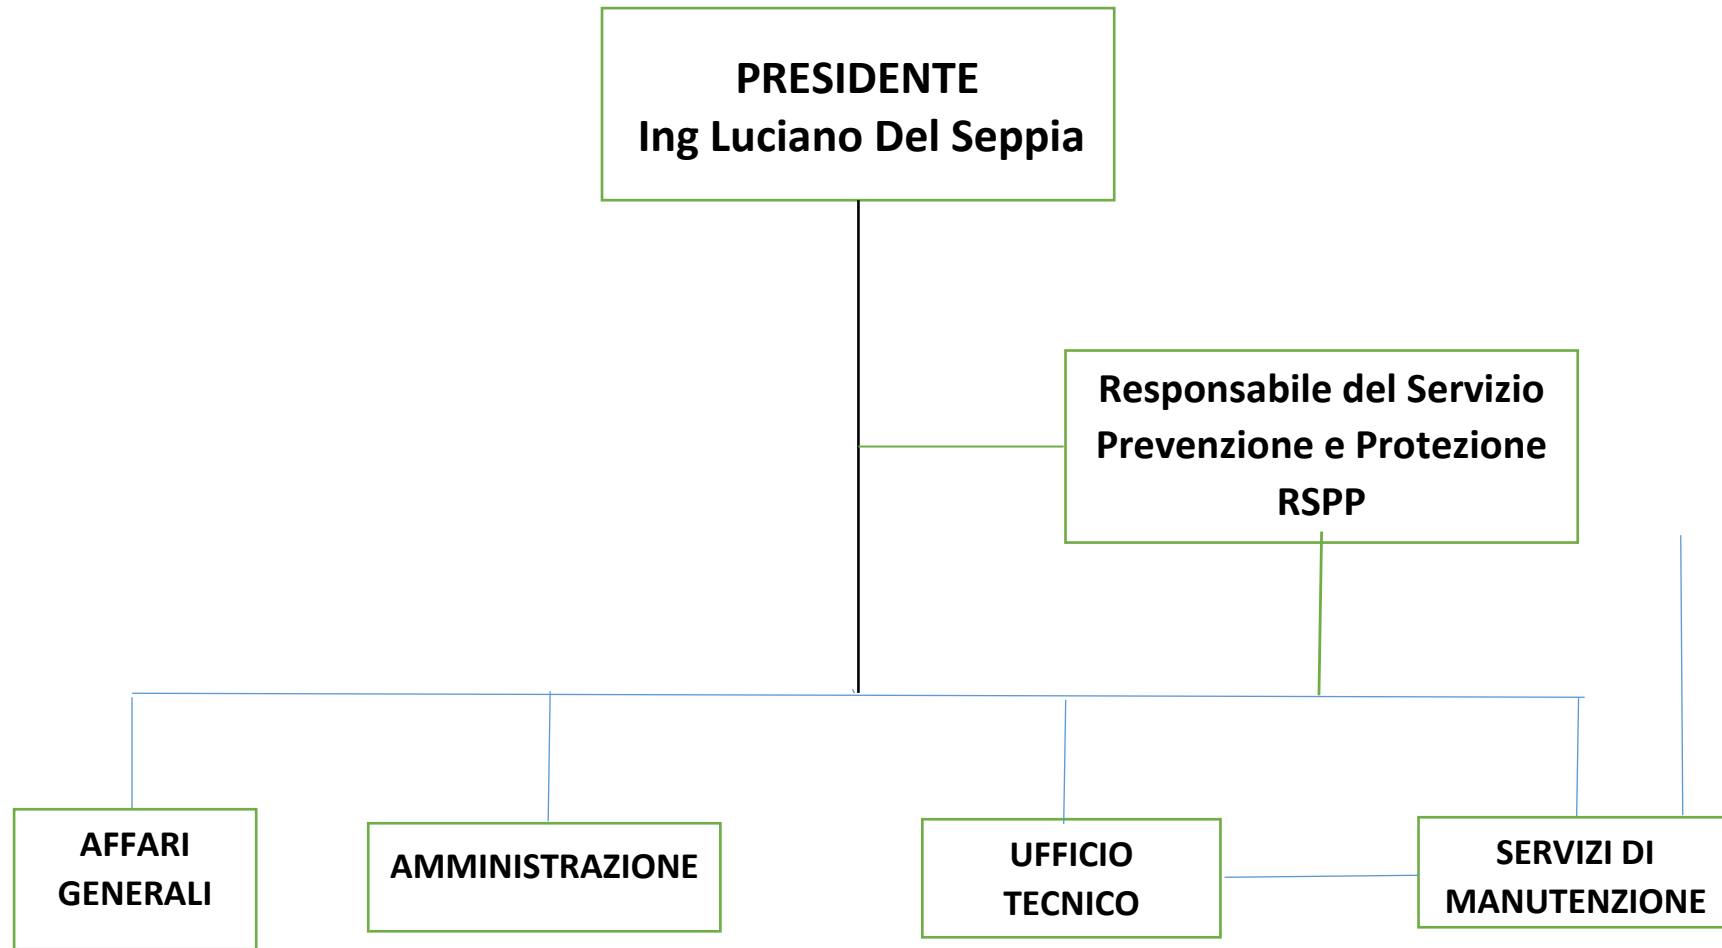 PRESIDENTE
Ing Luciano Del Seppia
Responsabile del Servizio
Prevenzione e Protezione
RSPP
AFFARI
GENERALI
AMMINISTRAZIONE
UFFICIO
TECNICO
SERVIZI DI
MANUTENZIONE